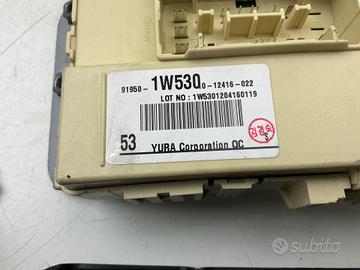 91950- 1W530 0-12416-022
LOT NO : 1W5301204160119
53 YURA Corporation QC
subito